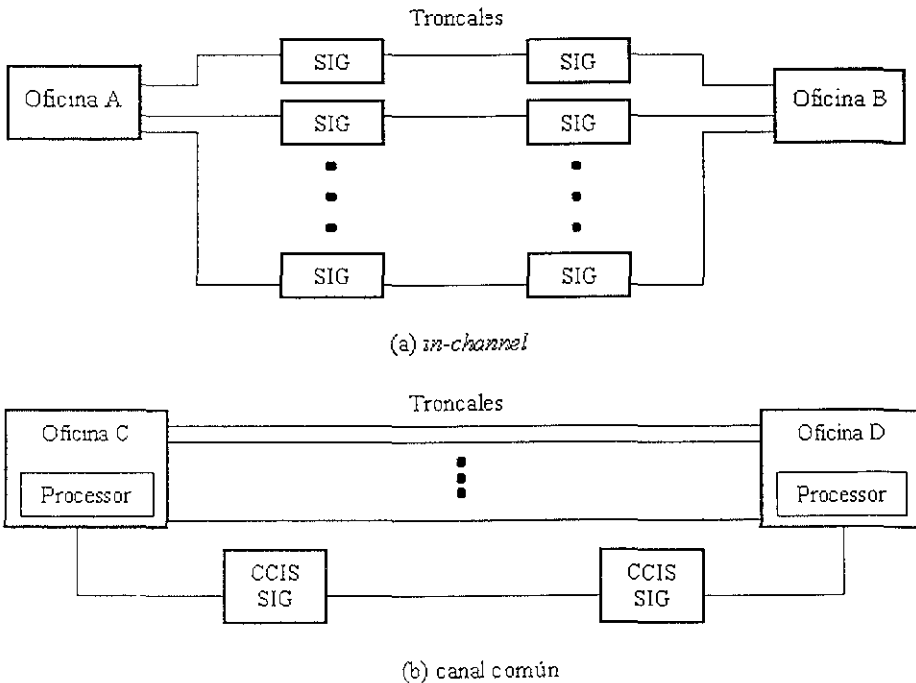 Troncales
SIG
SIG
Oficina A
Oficina B
SIG
SIG
SIG
SIG
(a) in-channel
Troncales
Oficina C
Oficina D
Processor
Processor
CCIS
SIG
CCIS
SIG
(b) canal común